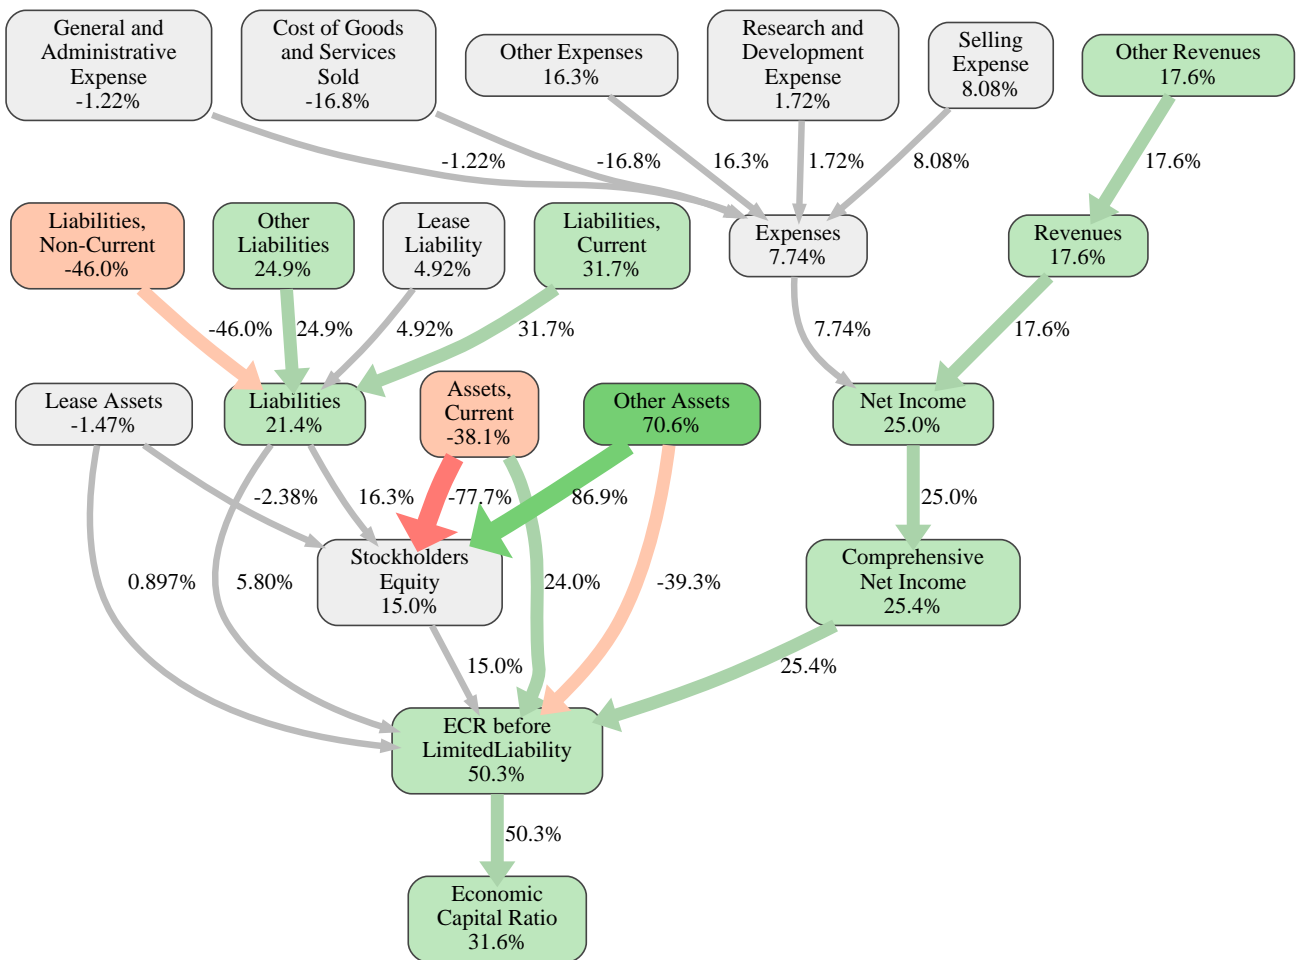 General and
Administrative
Expense
-1.22%
Cost of Goods
and Services
Sold
-16.8%
Other Expenses
16.3%
Research and
Development
Expense
1.72%
Selling
Expense
8.08%
Other Revenues
17.6%
-1.22%
-16.8%
16.3%
1.72%
8.08%
17.6%
Liabilities,
Non-Current
-46.0%
Other
Liabilities
24.9%
Lease
Liability
4.92%
Liabilities,
Current
31.7%
Expenses
7.74%
Revenues
17.6%
-46.0%
24.9%
4.92%
31.7%
7.74%
17.6%
Lease Assets
-1.47%
Liabilities
21.4%
Assets,
Current
-38.1%
Other Assets
70.6%
Net Income
25.0%
-2.38%
16.3%
-77.7%
86.9%
25.0%
Stockholders
Equity
15.0%
Comprehensive
Net Income
25.4%
0.897%
5.80%
24.0%
-39.3%
15.0%
25.4%
ECR before
LimitedLiability
50.3%
50.3%
Economic
Capital Ratio
31.6%